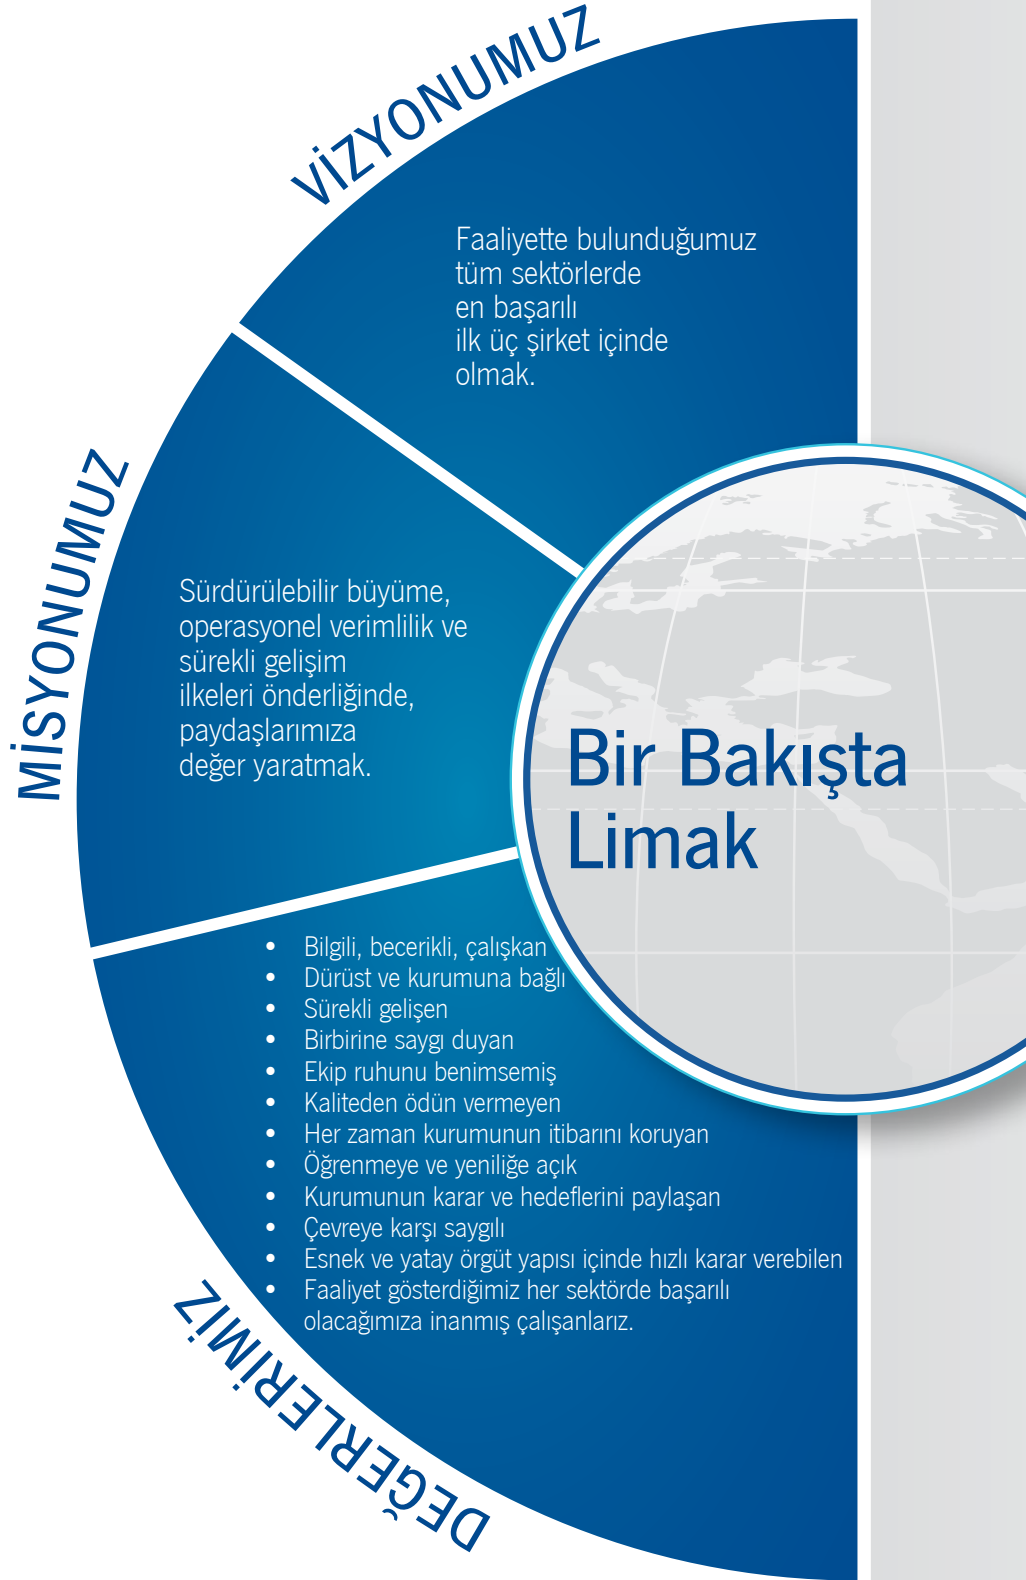 VİZYONUMUZ
Faaliyette bulunduğumuz
tüm sektörlerde
en başarılı
ilk üç şirket içinde
olmak.
MİSYONUMUZ
Sürdürülebilir büyüme,
operasyonel verimlilik ve
sürekli gelişim
ilkeleri önderliğinde,
paydaşlarımıza
değer yaratmak.
Bir Bakışta
Limak
• Bilgili, becerikli, çalışkan
• Dürüst ve kurumuna bağlı
• Sürekli gelişen
• Birbirine saygı duyan
• Ekip ruhunu benimsemiş
• Kaliteden ödün vermeyen
• Her zaman kurumunun itibarını koruyan
• Öğrenmeye ve yeniliğe açık
• Kurumunun karar ve hedeflerini paylaşan
• Çevreye karşı saygılı
• Esnek ve yatay örgüt yapısı içinde hızlı karar verebilen
• Faaliyet gösterdiğimiz her sektörde başarılı
olacağımıza inanmış çalışanlarız.
DEĞERLERİMİZ